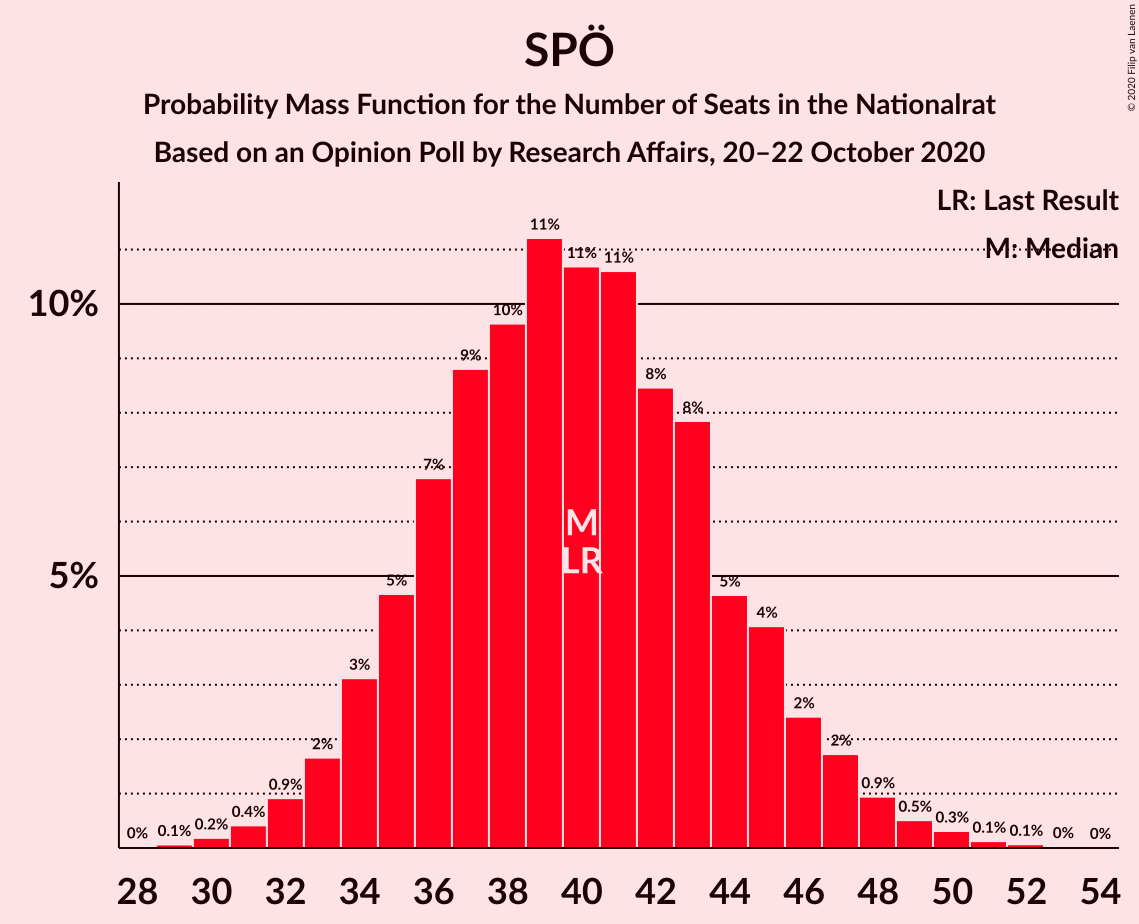 SPÖ
Probability Mass Function for the Number of Seats in the Nationalrat
Based on an Opinion Poll by Research Affairs, 20–22 October 2020
© 2020 Filip van Laenen
LR: Last Result
M: Median
10%
5%
0% 0.1% 0.2% 0.4% 0.9% 2% 3% 5% 7% 9% 10% 11% 11% 11% 8% 8% 5% 4% 2% 2% 0.9% 0.5% 0.3% 0.1% 0.1% 0% 0%
M
LR
28 30 32 34 36 38 40 42 44 46 48 50 52 54